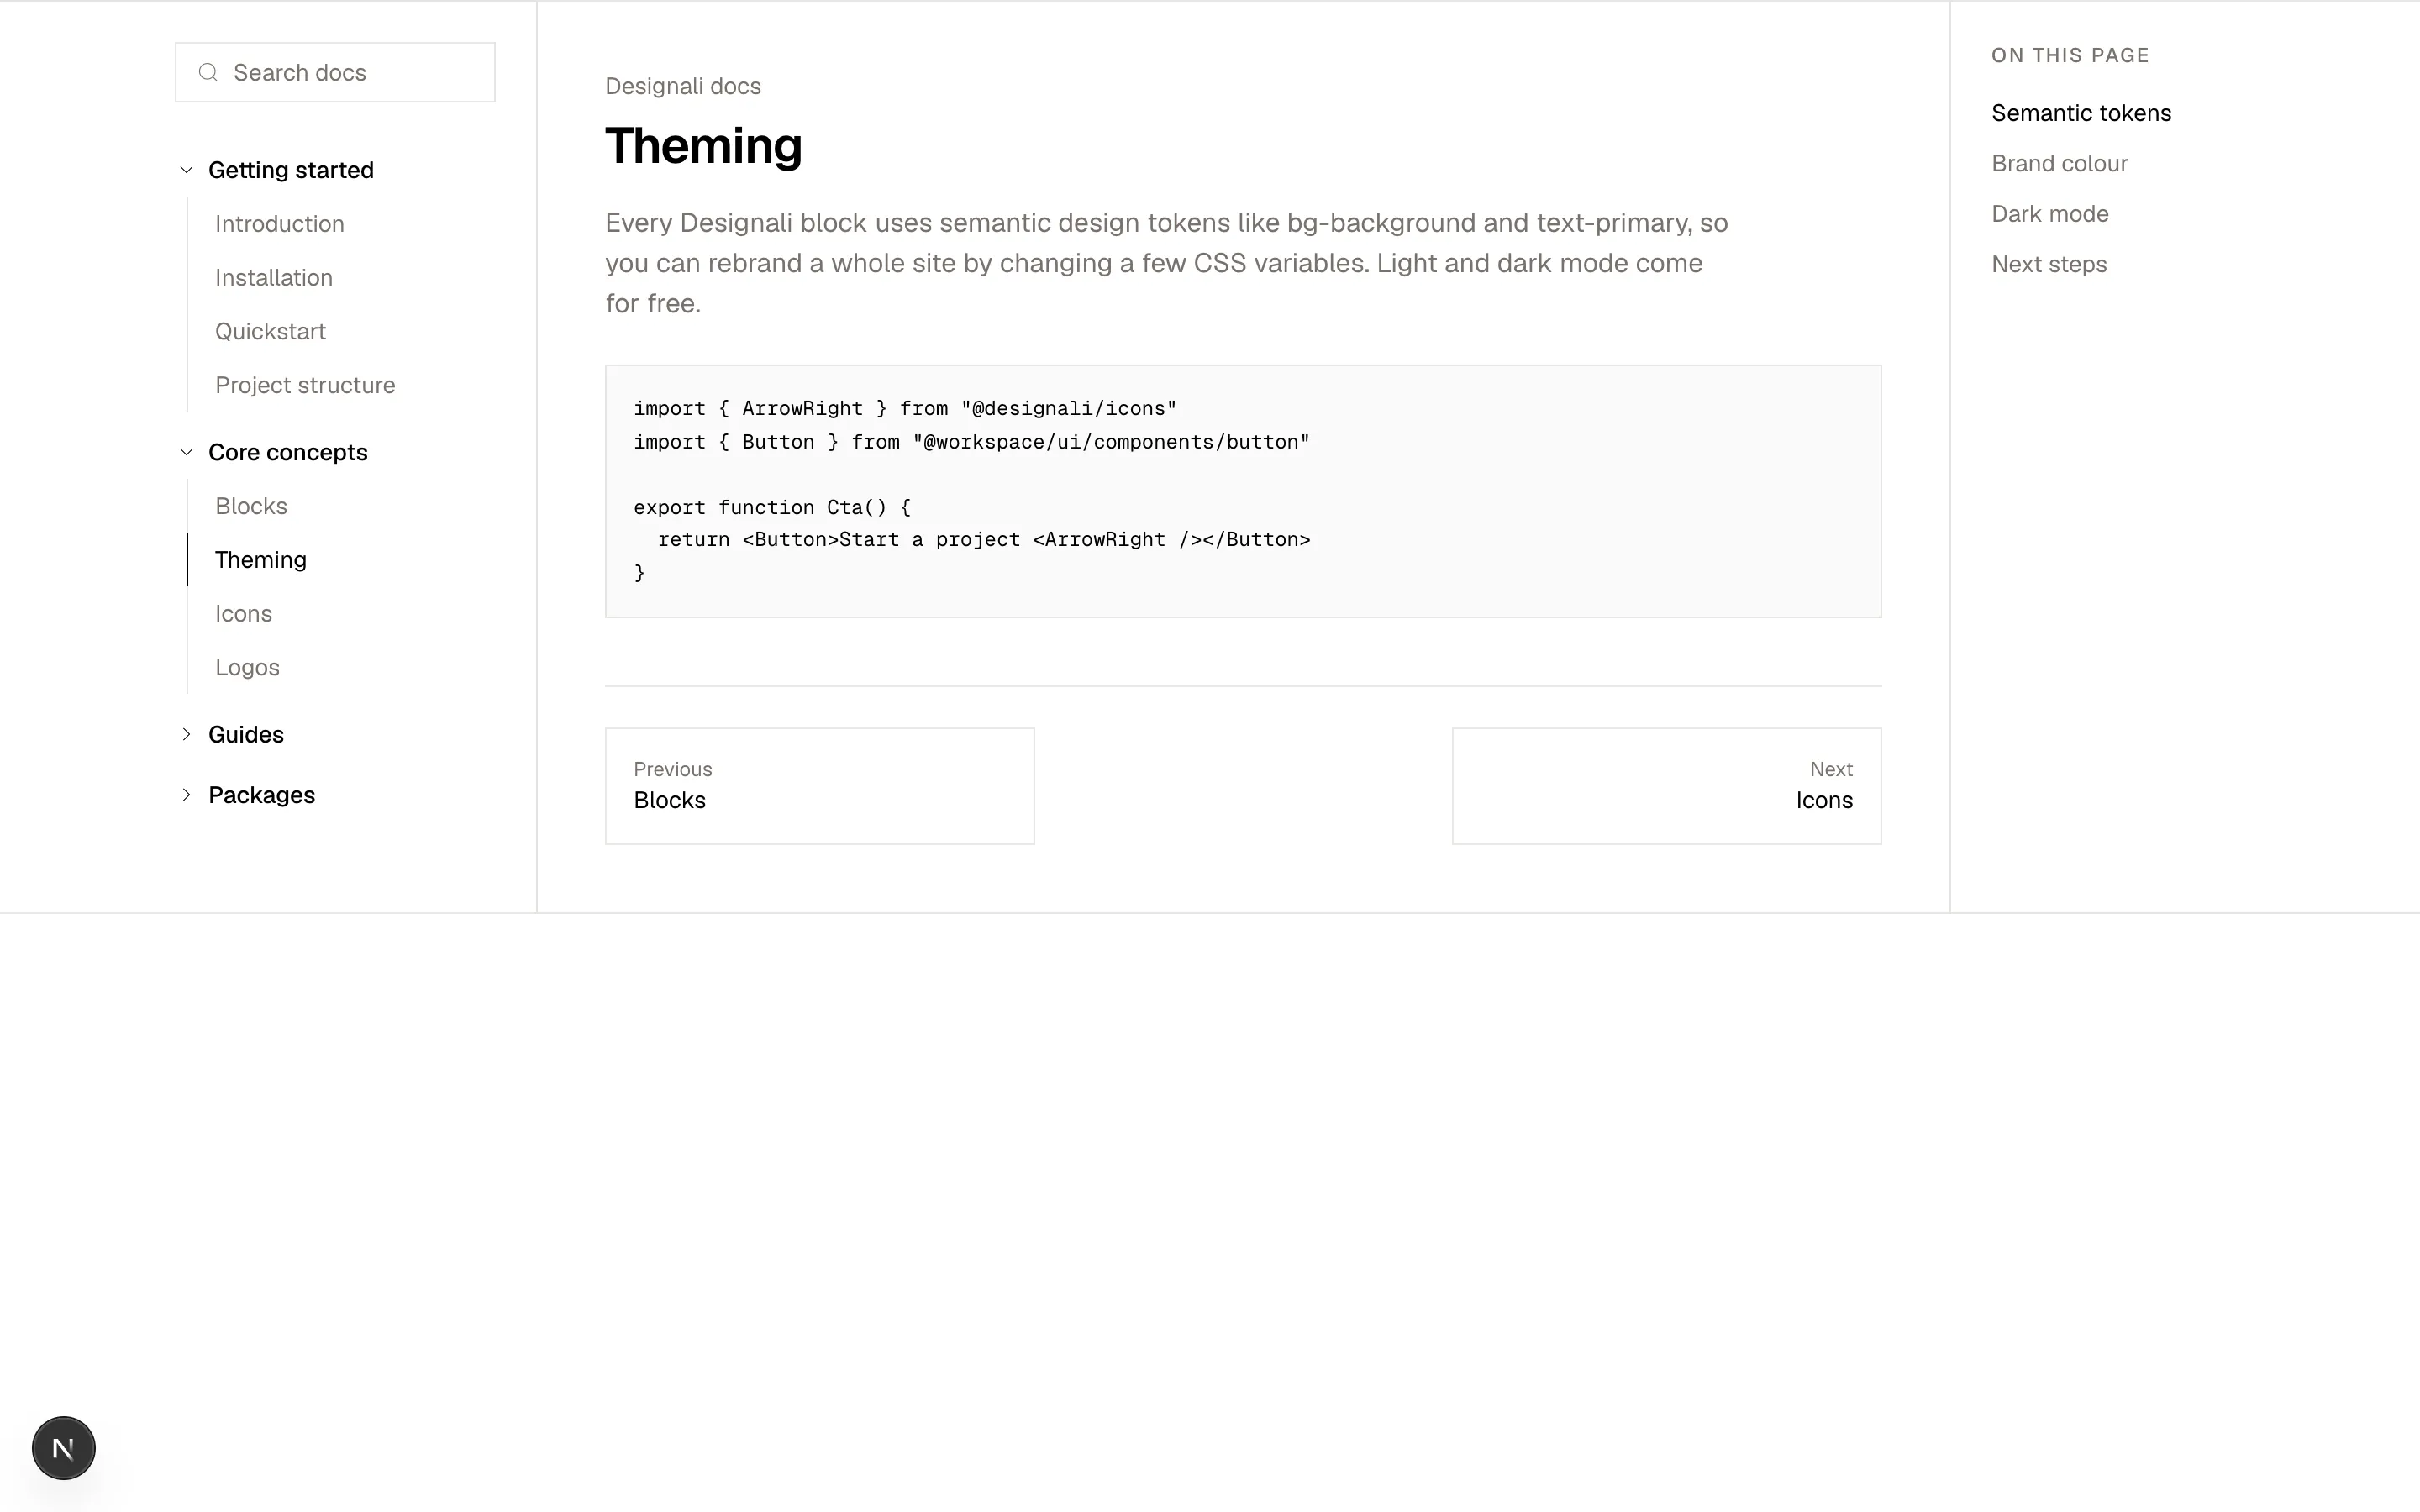 Search docs
Getting started
Introduction
Installation
Quickstart
Project structure
Core concepts
Blocks
Theming
Icons
Logos
Guides
Packages
Designali docs
Theming
Every Designali block uses semantic design tokens like bg-background and text-primary, so
you can rebrand a whole site by changing a few CSS variables. Light and dark mode come
for free.
import { ArrowRight } from "@designali/icons"
import { Button } from "@workspace/ui/components/button"

export function Cta() {
  return <Button>Start a project <ArrowRight /></Button>
}
Previous
Blocks
Next
Icons
ON THIS PAGE
Semantic tokens
Brand colour
Dark mode
Next steps
N